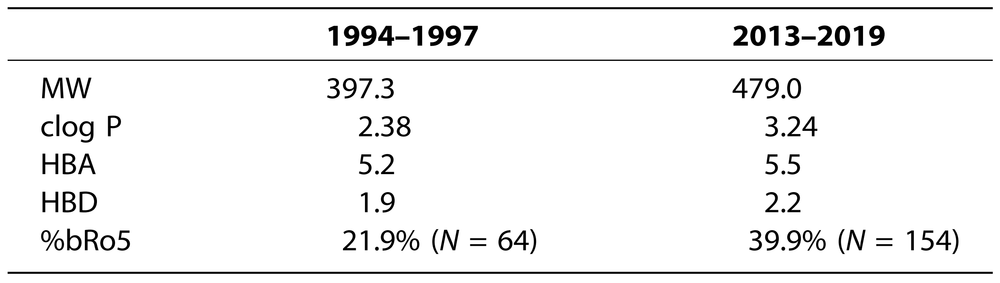 1994–1997 2013–2019
MW 397.3 479.0
clog P 2.38 3.24
HBA 5.2 5.5
HBD 1.9 2.2
%bRo5 21.9% (N = 64) 39.9% (N = 154)